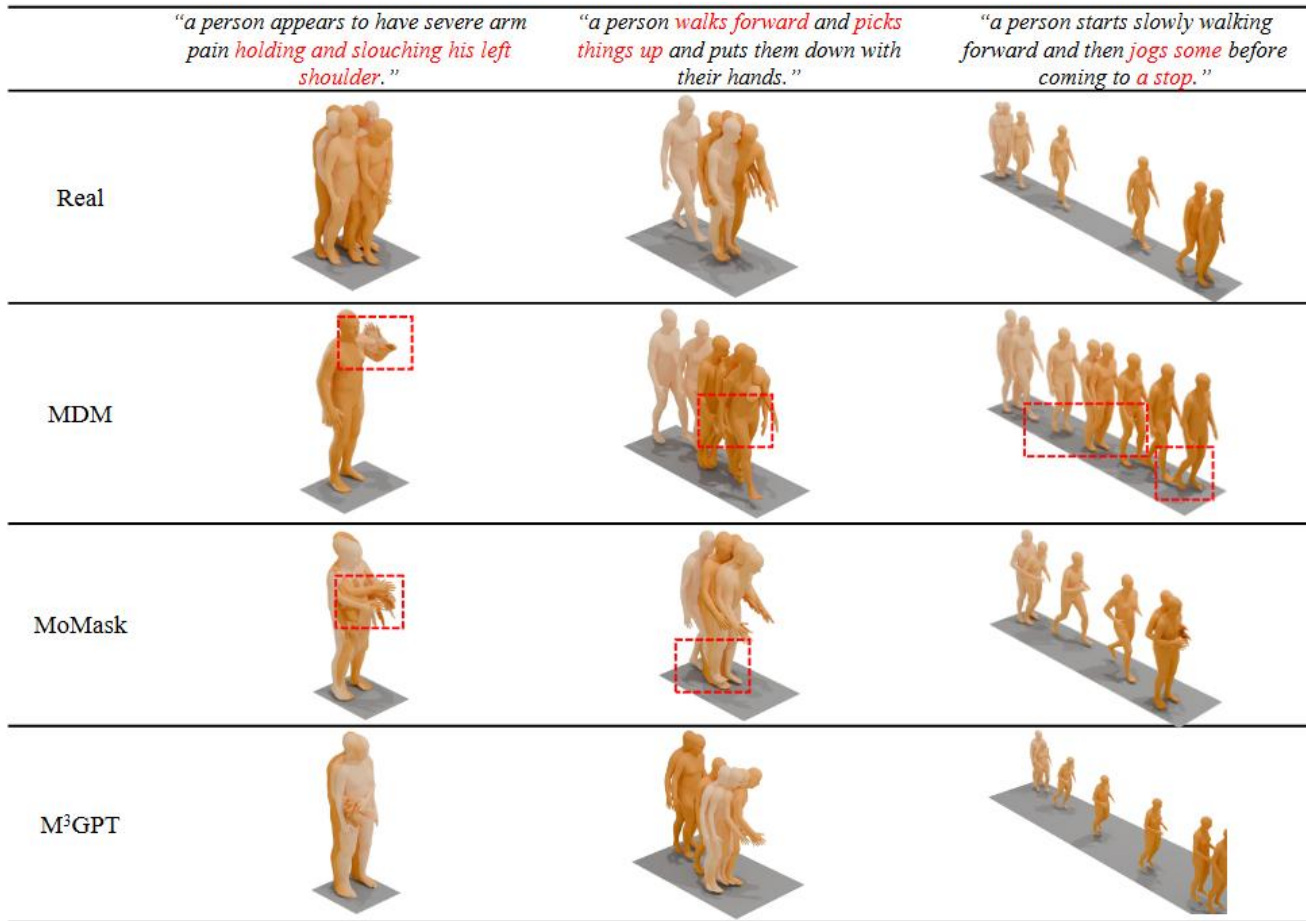 “a person appears to have severe arm
pain holding and slouching his left
shoulder.”
“a person walks forward and picks
things up and puts them down with
their hands.”
“a person starts slowly walking
forward and then jogs some before
coming to a stop.”
Real
MDM
MoMask
M³GPT